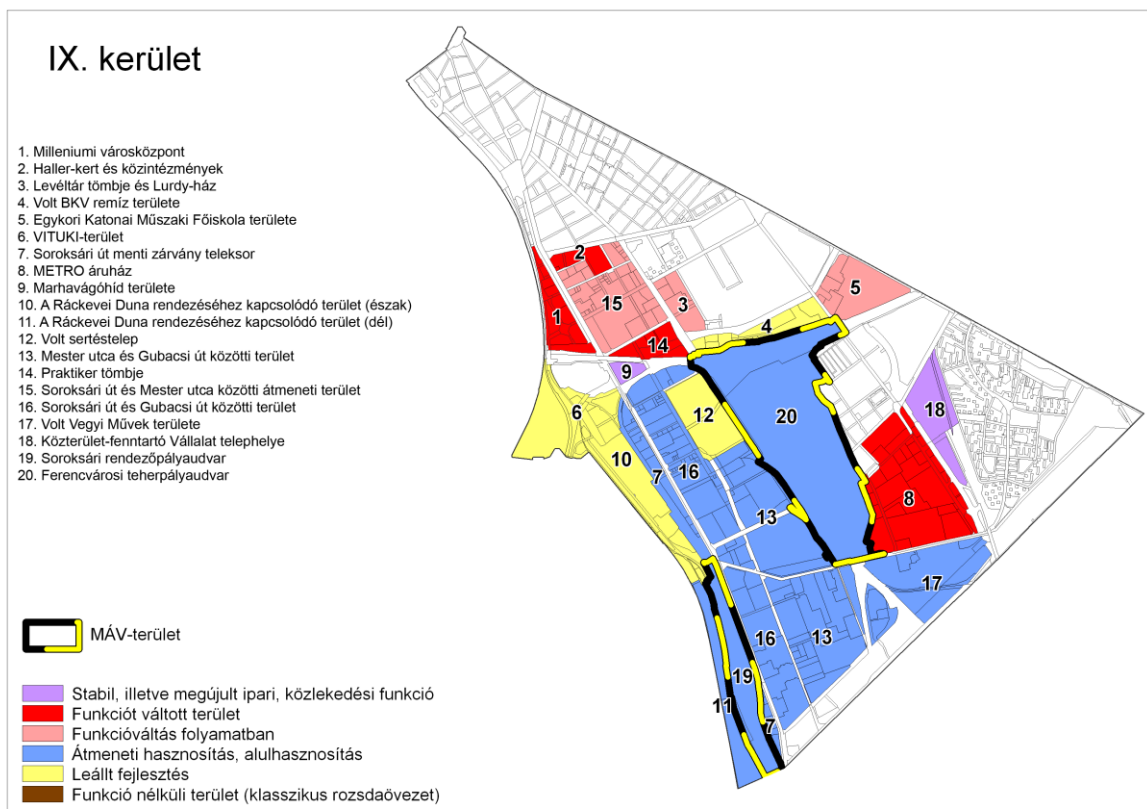 IX. kerület
1. Milleniumi városközpont
2. Haller-kert és közintézmények
3. Levéltár tömbje és Lurdy-ház
4. Volt BKV remíz területe
5. Egykori Katonai Műszaki Főiskola területe
6. VITUKI-terület
7. Soroksári út menti zárvány teleksor
8. METRO áruház
9. Marhavágóhíd területe
10. A Ráckevei Duna rendezéséhez kapcsolódó terület (észak)
11. A Ráckevei Duna rendezéséhez kapcsolódó terület (dél)
12. Volt sertéstelep
13. Mester utca és Gubacsi út közötti terület
14. Praktiker tömbje
15. Soroksári út és Mester utca közötti átmeneti terület
16. Soroksári út és Gubacsi út közötti terület
17. Volt Vegyi Művek területe
18. Közterület-fenntartó Vállalat telephelye
19. Soroksári rendezőpályaudvar
20. Ferencvárosi teherpályaudvar
2
5
15
3
1
4
14
9
18
6
12
20
10
7
16
8
13
17
16
13
19
11
7
MÁV-terület
Stabil, illetve megújult ipari, közlekedési funkció
Funkciót váltott terület
Funkcióváltás folyamatban
Átmeneti hasznosítás, alulhasznosítás
Leállt fejlesztés
Funkció nélküli terület (klasszikus rozsdaövezet)